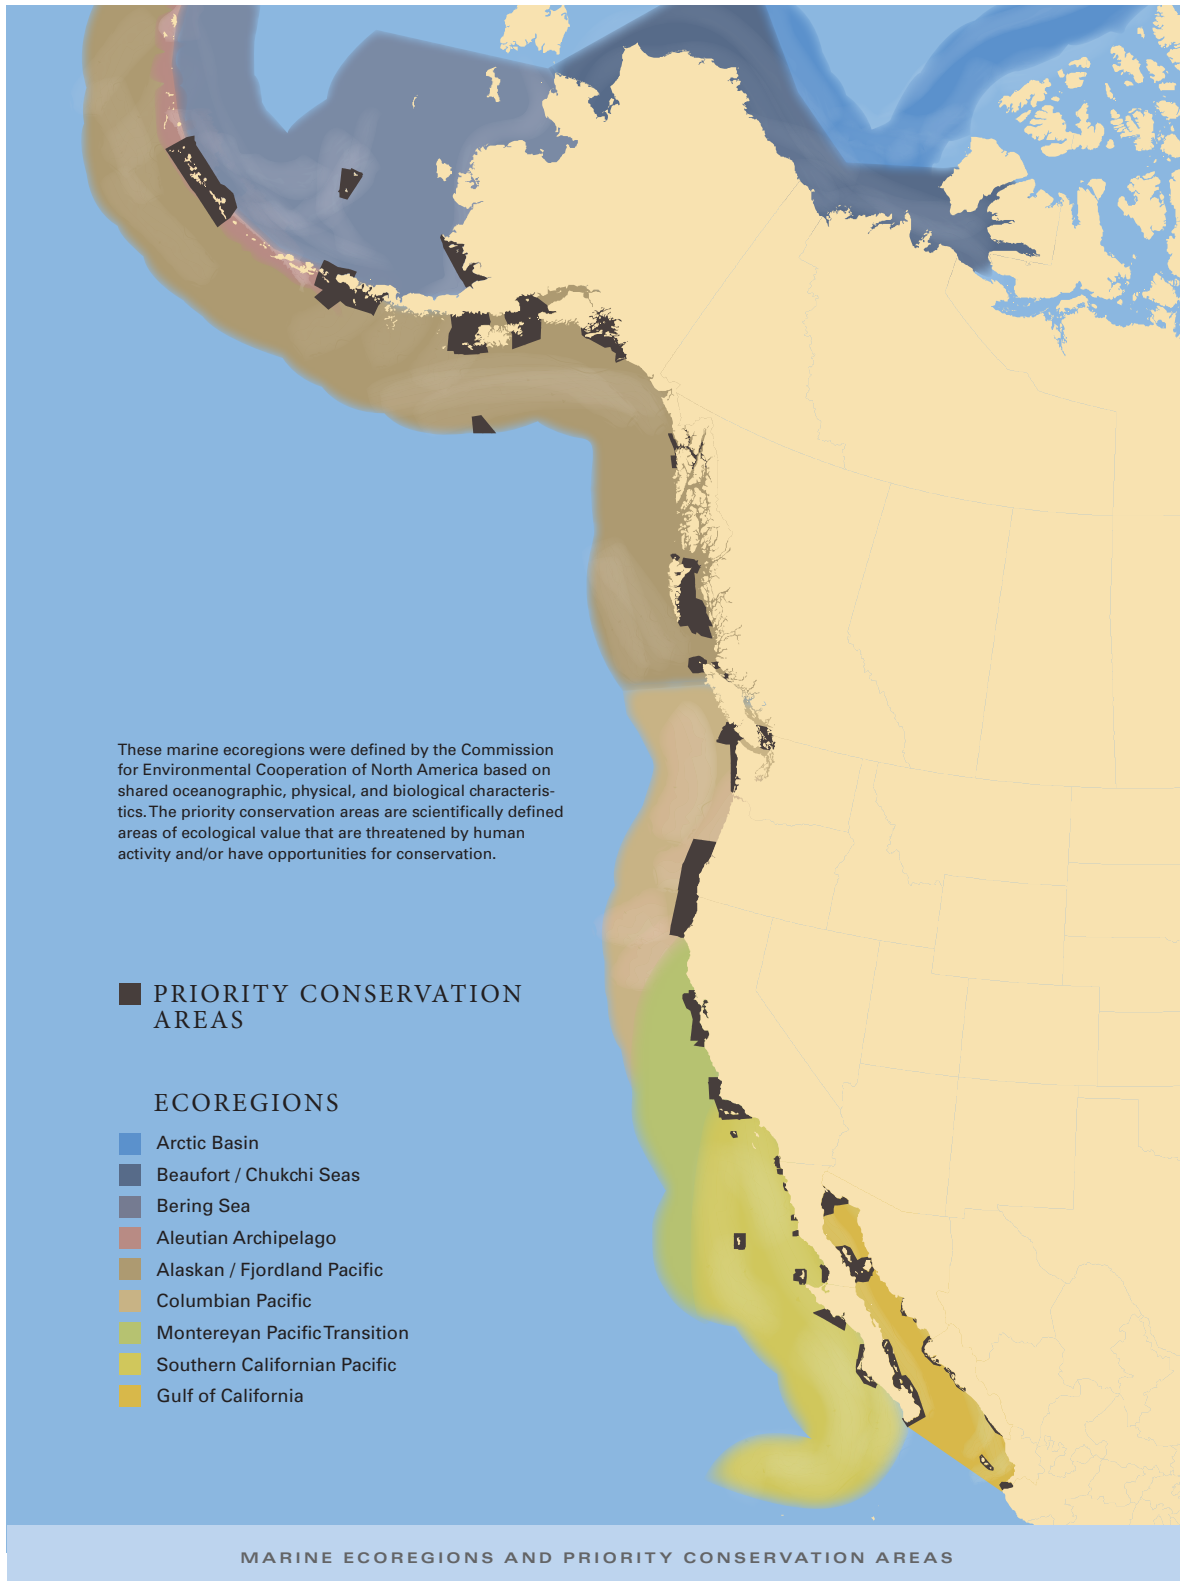 These marine ecoregions were defined by the Commission
for Environmental Cooperation of North America based on
shared oceanographic, physical, and biological characteris-
tics. The priority conservation areas are scientifically defined
areas of ecological value that are threatened by human
activity and/or have opportunities for conservation.
PRIORITY CONSERVATION
AREAS
ECOREGIONS
Arctic Basin
Beaufort / Chukchi Seas
Bering Sea
Aleutian Archipelago
Alaskan / Fjordland Pacific
Columbian Pacific
Montereyan Pacific Transition
Southern Californian Pacific
Gulf of California
MARINE ECOREGIONS AND PRIORITY CONSERVATION AREAS